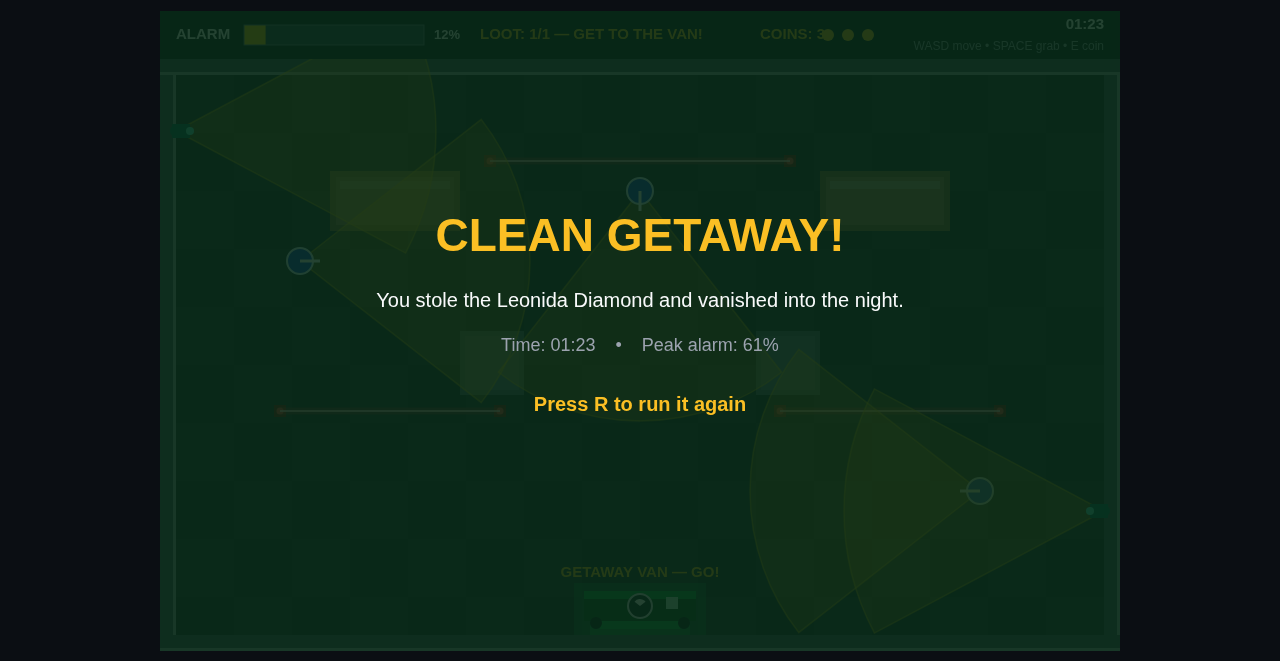 ALARM 12% LOOT: 1/1 — GET TO THE VAN! COINS: 3 01:23
WASD move • SPACE grab • E coin
CLEAN GETAWAY!
You stole the Leonida Diamond and vanished into the night.
Time: 01:23 • Peak alarm: 61%
Press R to run it again
GETAWAY VAN — GO!